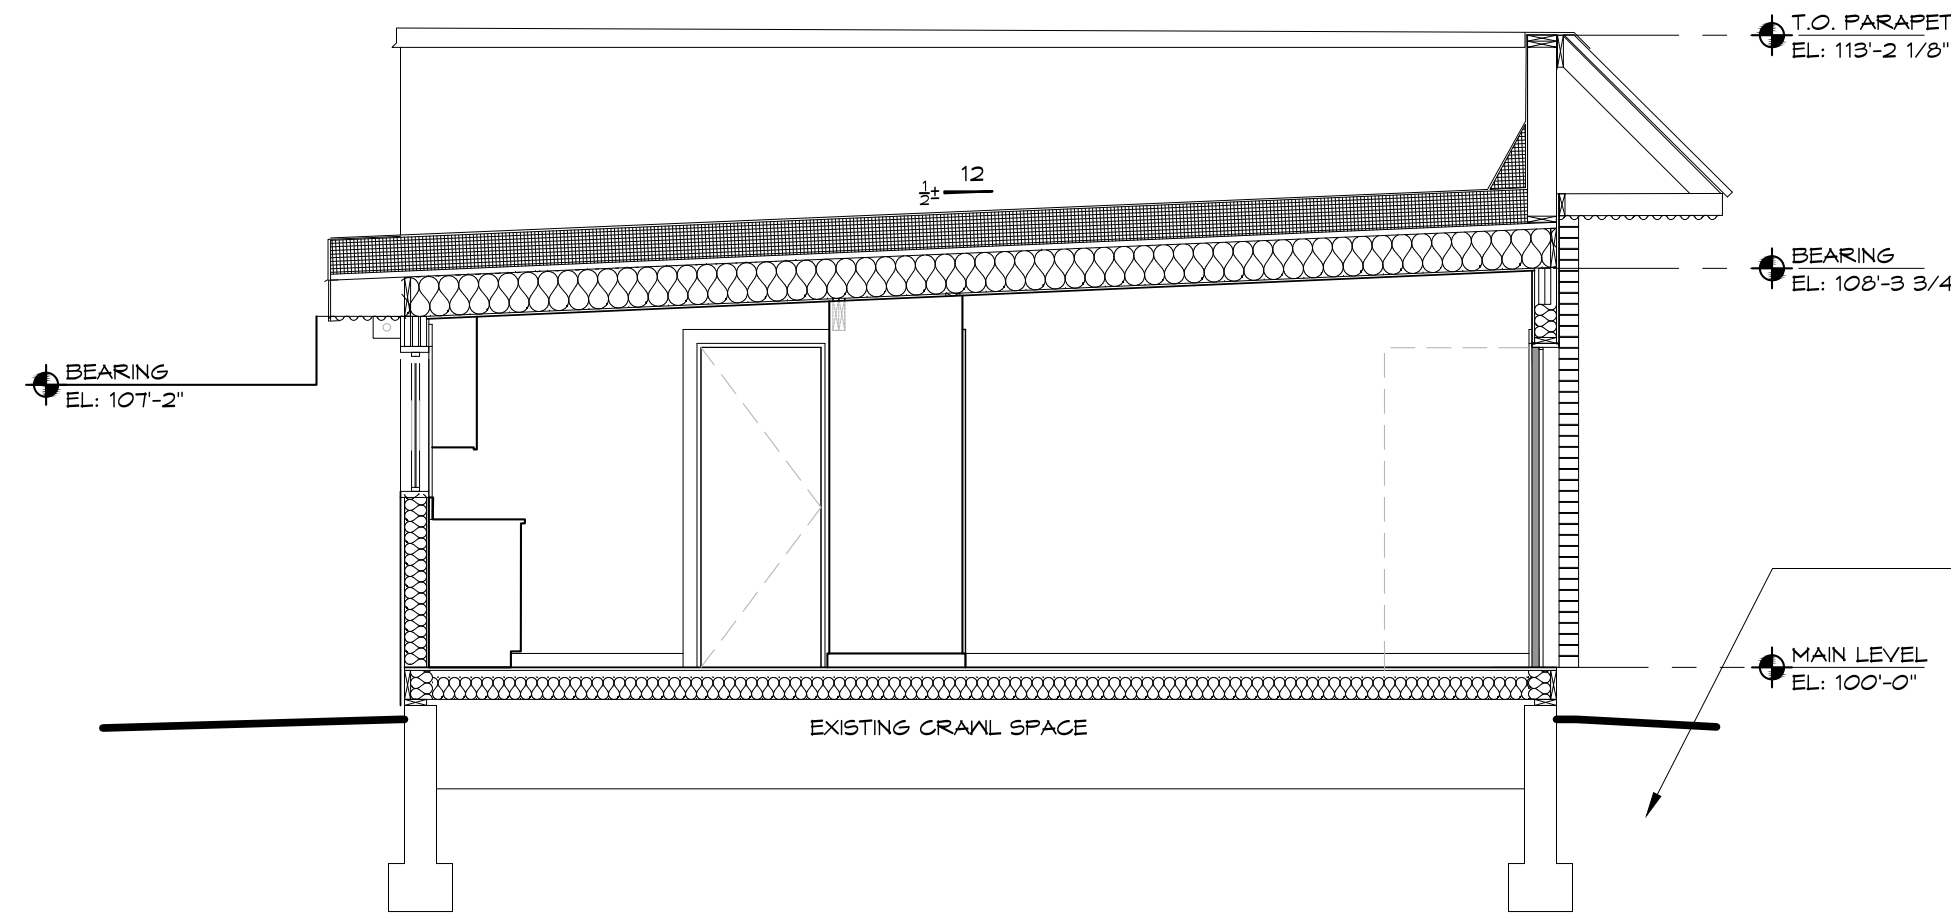 T.O. PARAPET
EL: 113'-2 1/8"
12
1/2±
BEARING
EL: 108'-3 3/4
BEARING
EL: 107'-2"
MAIN LEVEL
EL: 100'-0"
EXISTING CRAWL SPACE